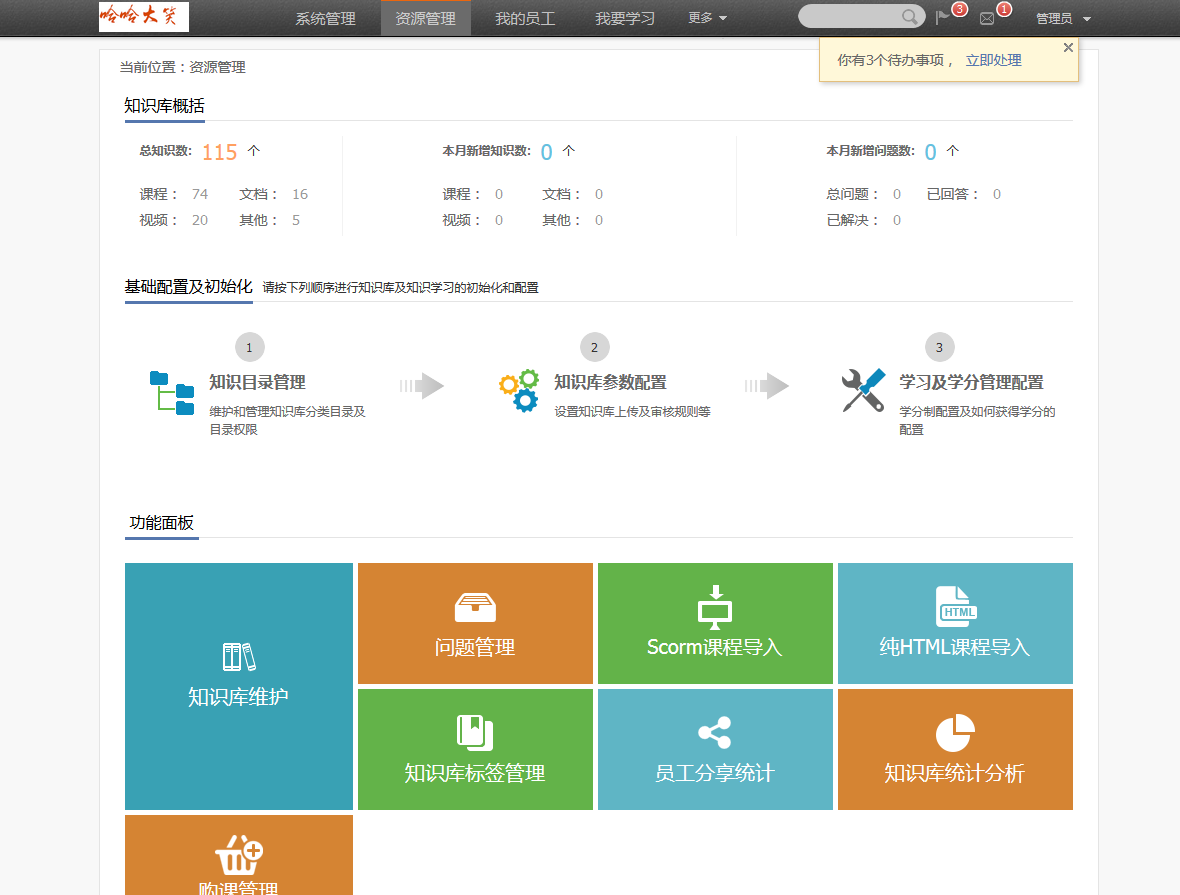 哈哈大笑
系统管理 资源管理 我的员工 我要学习 更多 3 1 管理员
你有3个待办事项， 立即处理
当前位置：资源管理
知识库概括
总知识数: 115 个 本月新增知识数: 0 个 本月新增问题数: 0 个
课程： 74 文档： 16 课程： 0 文档： 0 总问题： 0 已回答： 0
视频： 20 其他： 5 视频： 0 其他： 0 已解决： 0
基础配置及初始化 请按下列顺序进行知识库及知识学习的初始化和配置
1 2 3
知识目录管理 知识库参数配置 学习及学分管理配置
维护和管理知识库分类目录及 设置知识库上传及审核规则等 学分制配置及如何获得学分的
目录权限 配置
功能面板
HTML
问题管理 Scorm课程导入 纯HTML课程导入
知识库维护
知识库标签管理 员工分享统计 知识库统计分析
购课管理